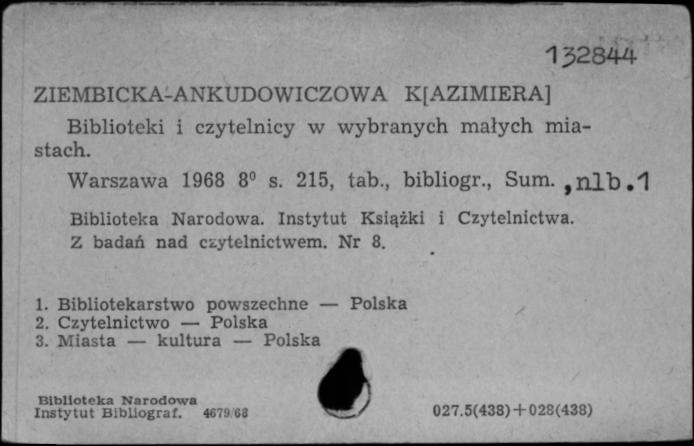 132844
ZIEMBICKA-ANKUDOWICZOWA K[AZIMIERA]
Biblioteki i czytelnicy w wybranych małych mia-
stach.
Warszawa 1968 8⁰ s. 215, tab., bibliogr., Sum. ,nlb.1
Biblioteka Narodowa. Instytut Książki i Czytelnictwa.
Z badań nad czytelnictwem. Nr 8.
1. Bibliotekarstwo powszechne — Polska
2. Czytelnictwo — Polska
3. Miasta — kultura — Polska
Biblioteka Narodowa
Instytut Bibliograf. 4679/68
027.5(438)+028(438)